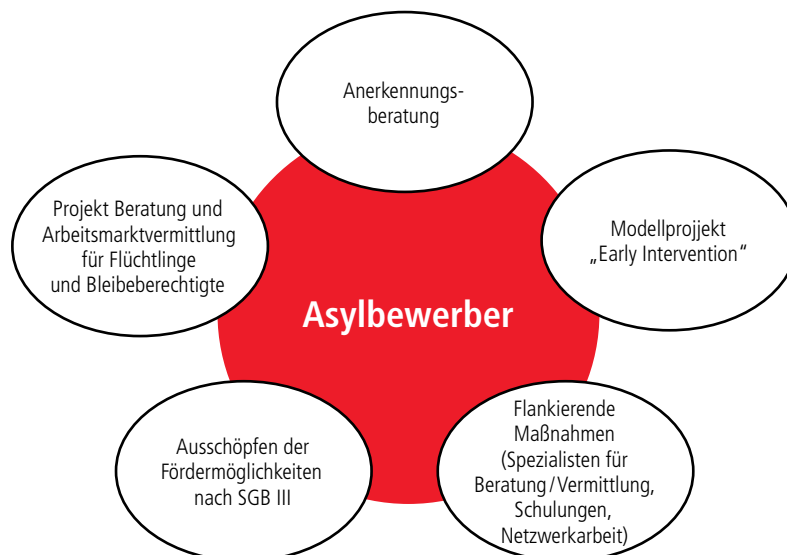 Anerkennungs-
beratung
Projekt Beratung und
Arbeitsmarktvermittlung
für Flüchtlinge
und Bleibeberechtigte
Modellprojjekt
„Early Intervention“
Asylbewerber
Ausschöpfen der
Fördermöglichkeiten
nach SGB III
Flankierende
Maßnahmen
(Spezialisten für
Beratung/Vermittlung,
Schulungen,
Netzwerkarbeit)